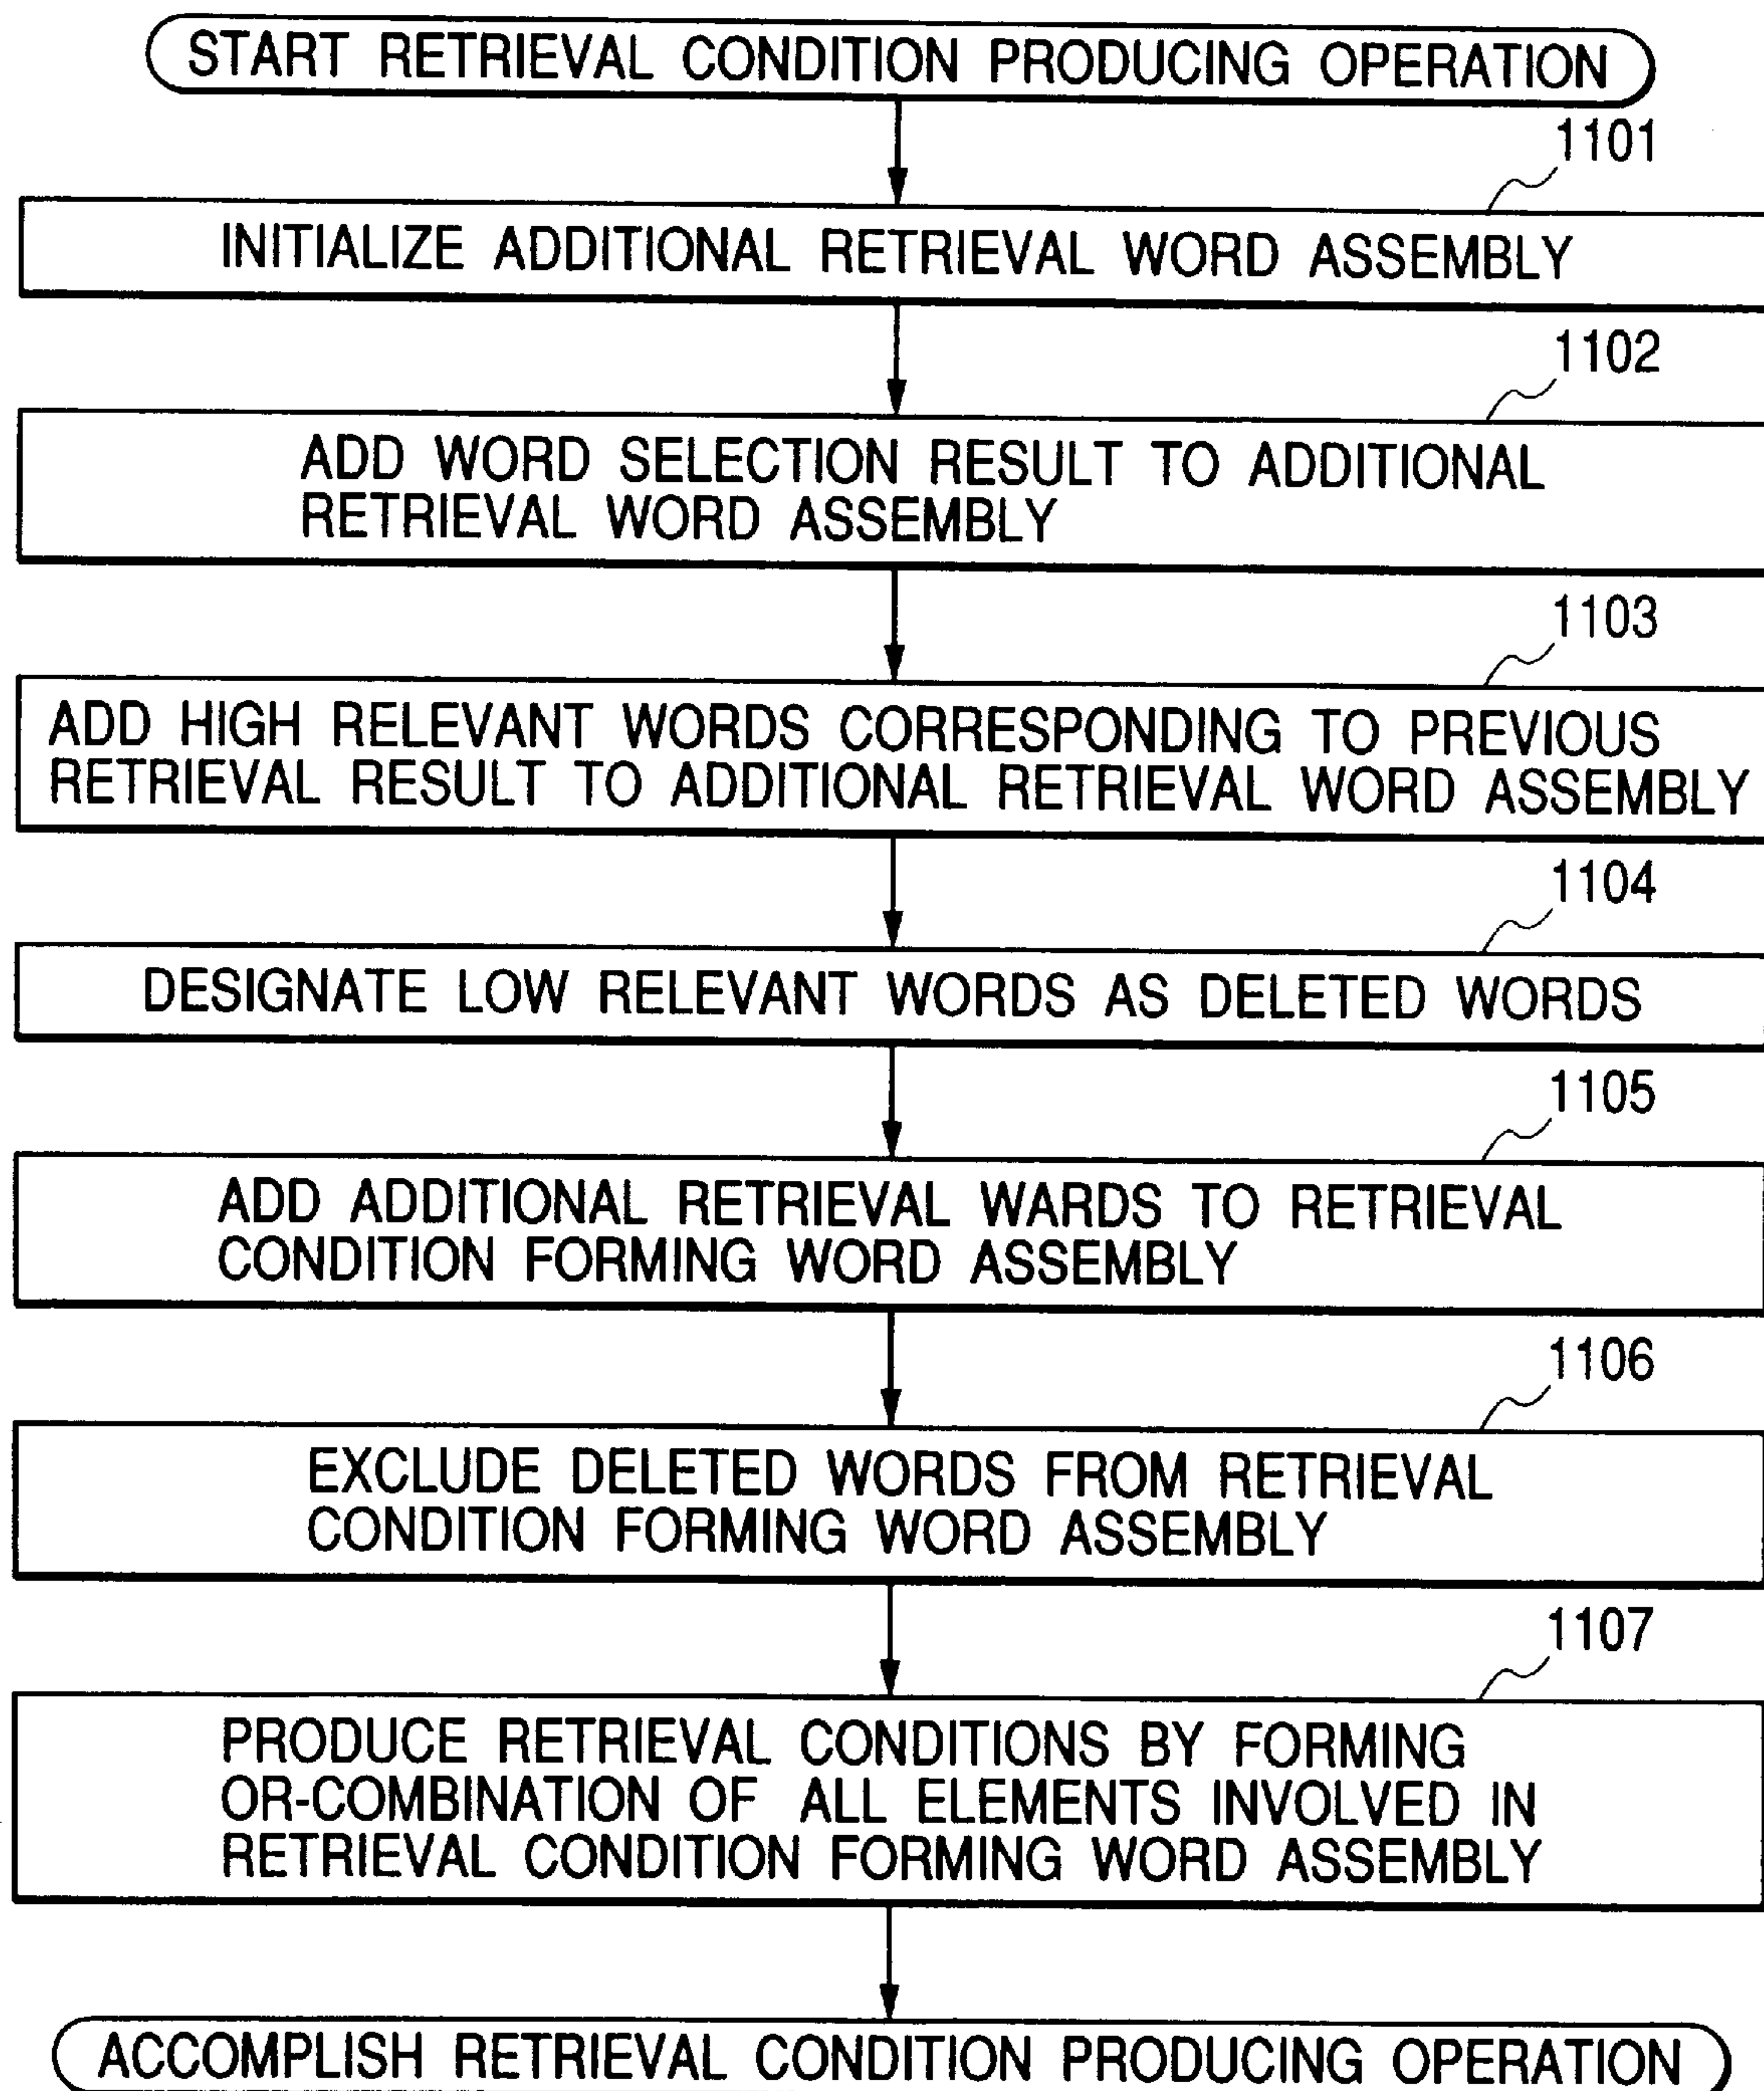 START RETRIEVAL CONDITION PRODUCING OPERATION
1101
INITIALIZE ADDITIONAL RETRIEVAL WORD ASSEMBLY
1102
ADD WORD SELECTION RESULT TO ADDITIONAL
RETRIEVAL WORD ASSEMBLY
1103
ADD HIGH RELEVANT WORDS CORRESPONDING TO PREVIOUS
RETRIEVAL RESULT TO ADDITIONAL RETRIEVAL WORD ASSEMBLY
1104
DESIGNATE LOW RELEVANT WORDS AS DELETED WORDS
1105
ADD ADDITIONAL RETRIEVAL WARDS TO RETRIEVAL
CONDITION FORMING WORD ASSEMBLY
1106
EXCLUDE DELETED WORDS FROM RETRIEVAL
CONDITION FORMING WORD ASSEMBLY
1107
PRODUCE RETRIEVAL CONDITIONS BY FORMING
OR-COMBINATION OF ALL ELEMENTS INVOLVED IN
RETRIEVAL CONDITION FORMING WORD ASSEMBLY
ACCOMPLISH RETRIEVAL CONDITION PRODUCING OPERATION